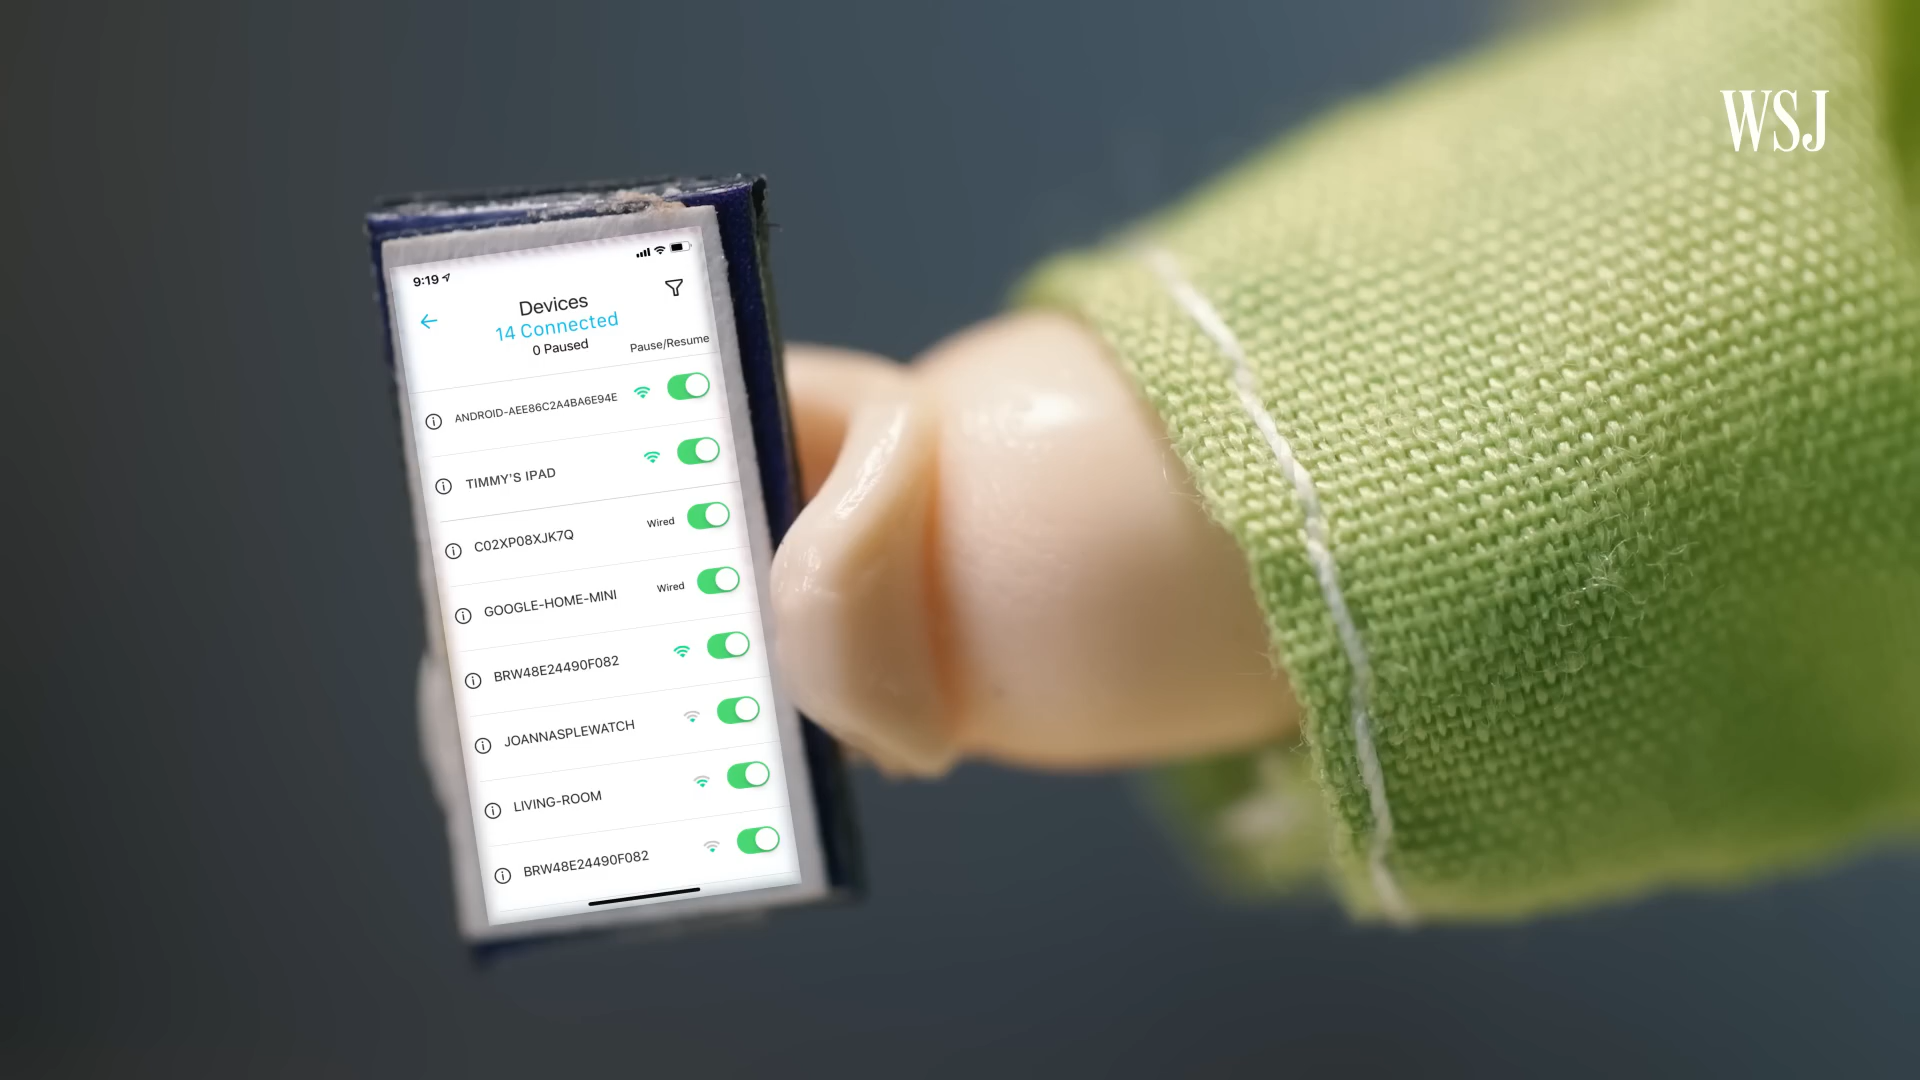 WSJ
9:19
Devices
14 Connected
0 Paused
Pause/Resume
ANDROID-AEE86C2A4BA6E94E
TIMMY'S IPAD
C02XP08XJK7Q Wired
GOOGLE-HOME-MINI Wired
BRW48E24490F082
JOANNASPLEWATCH
LIVING-ROOM
BRW48E24490F082